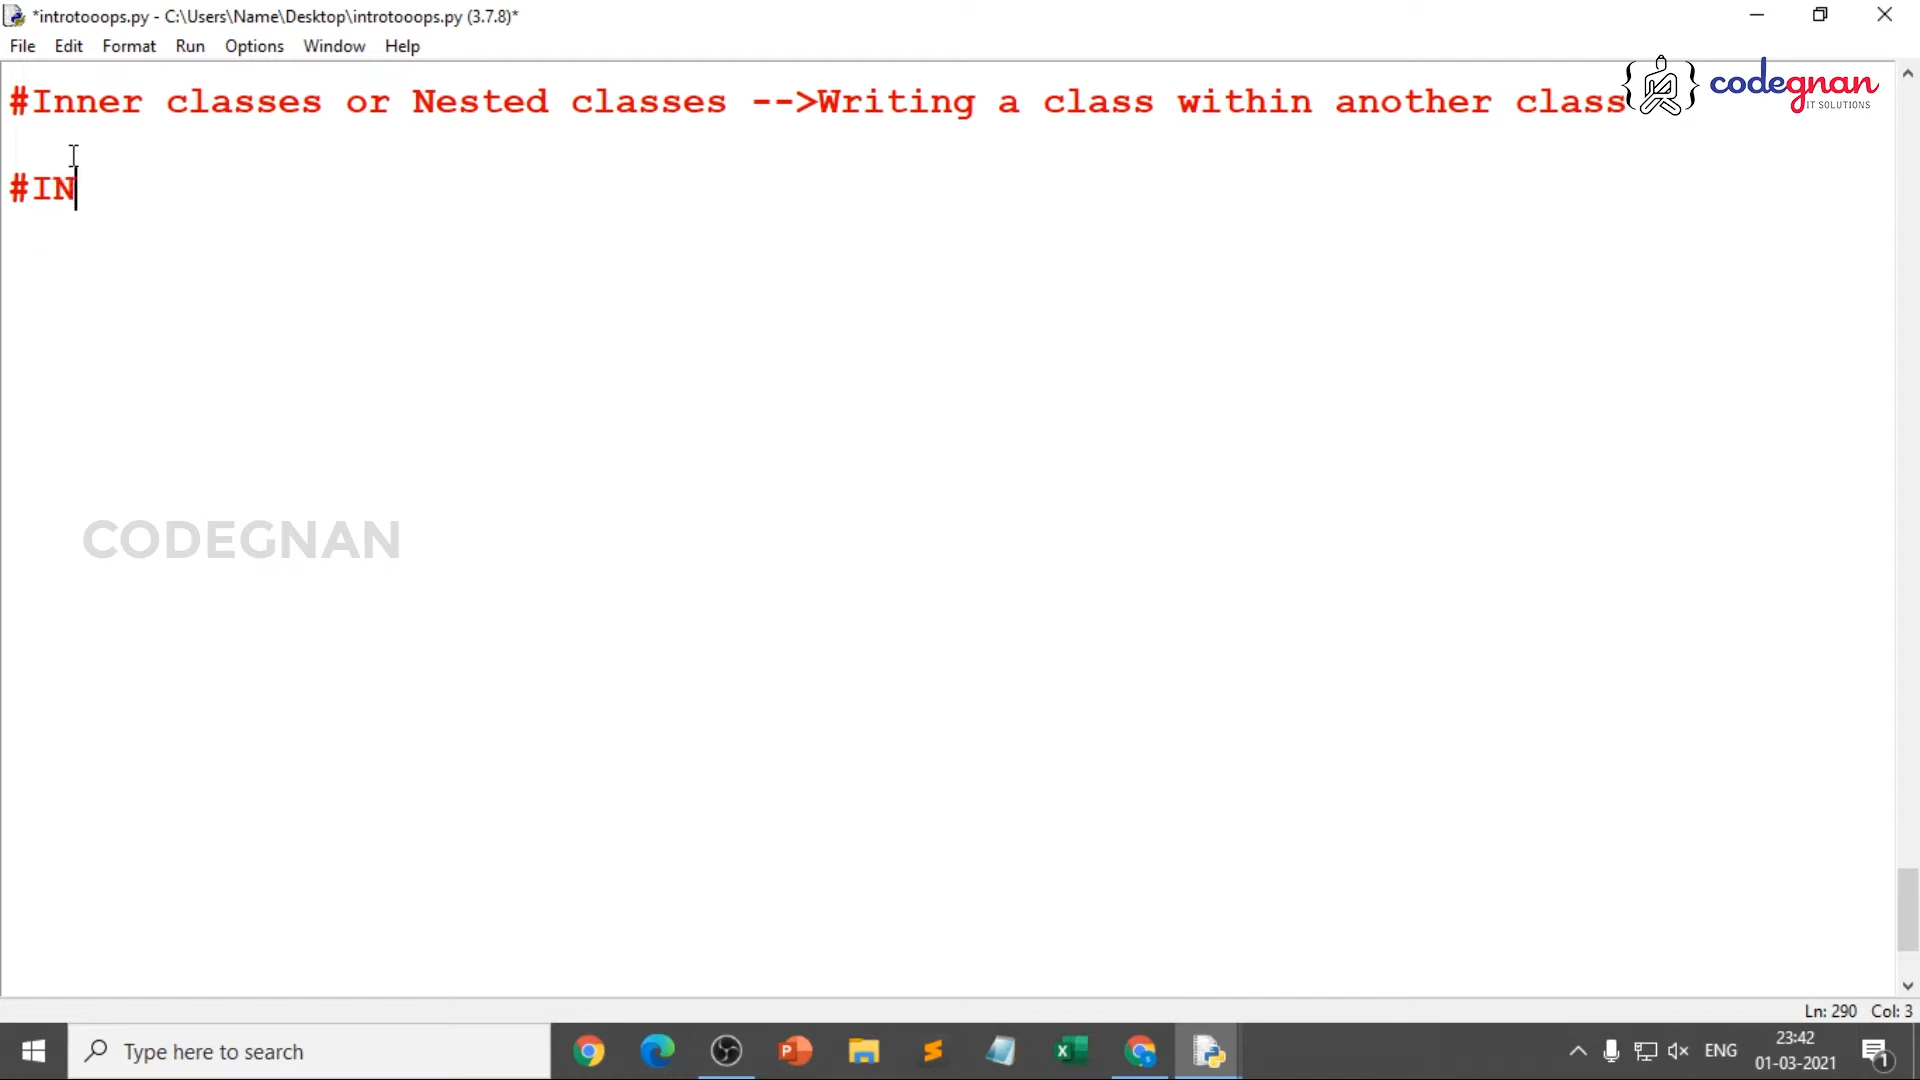 *introtooops.py - C:\Users\Name\Desktop\introtooops.py (3.7.8)*
File Edit Format Run Options Window Help
codegnan
IT SOLUTIONS
#Inner classes or Nested classes -->Writing a class within another class
#IN
CODEGNAN
Ln: 290 Col: 3
Type here to search
ENG
23:42
01-03-2021
1